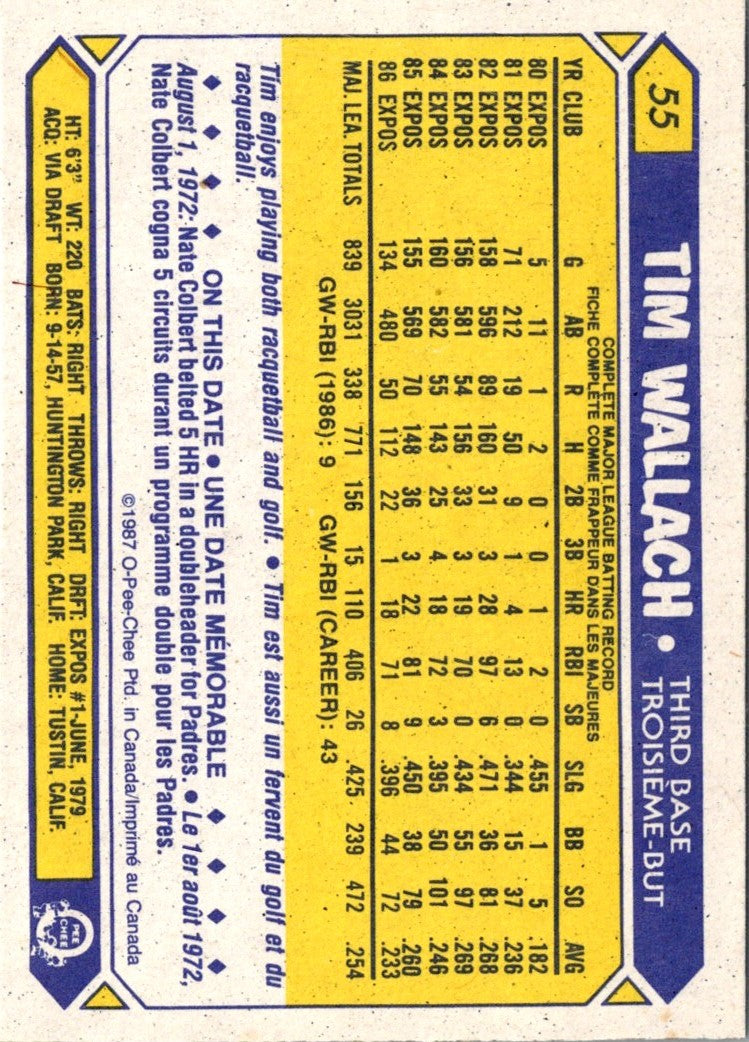 55
TIM WALLACH • THIRD BASE
TROISIÈME-BUT
COMPLETE MAJOR LEAGUE BATTING RECORD
FICHE COMPLÈTE COMME FRAPPEUR DANS LES MAJEURES
YR CLUB G AB R H 2B 3B HR RBI SB SLG BB SO AVG
80 EXPOS 5 11 1 2 0 0 1 2 0 .455 1 5 .182
81 EXPOS 71 212 19 50 9 1 4 13 0 .344 15 37 .236
82 EXPOS 158 596 89 160 31 3 28 97 6 .471 36 81 .268
83 EXPOS 156 581 54 156 33 3 19 70 0 .434 55 97 .269
84 EXPOS 160 582 55 143 25 4 18 72 3 .395 50 101 .246
85 EXPOS 155 569 70 148 36 3 22 81 9 .450 38 79 .260
86 EXPOS 134 480 50 112 22 1 18 71 8 .396 44 72 .233
MAJ. LEA. TOTALS 839 3031 338 771 156 15 110 406 26 .425 239 472 .254
GW-RBI (1986): 9 GW-RBI (CAREER): 43
Tim enjoys playing both racquetball and golf. • Tim est aussi un fervent du golf et du
racquetball.
◆ ◆ ◆ ◆ ON THIS DATE • UNE DATE MÉMORABLE ◆ ◆ ◆ ◆
August 1, 1972: Nate Colbert belted 5 HR in a doubleheader for Padres. • Le 1er août 1972,
Nate Colbert cogna 5 circuits durant un programme double pour les Padres.
©1987 O-Pee-Chee Ptd. in Canada/Imprimé au Canada
HT: 6'3" WT: 220 BATS: RIGHT THROWS: RIGHT DRFT: EXPOS #1-JUNE, 1979
ACQ: VIA DRAFT BORN: 9-14-57, HUNTINGTON PARK, CALIF. HOME: TUSTIN, CALIF.
O
PEE
CHEE